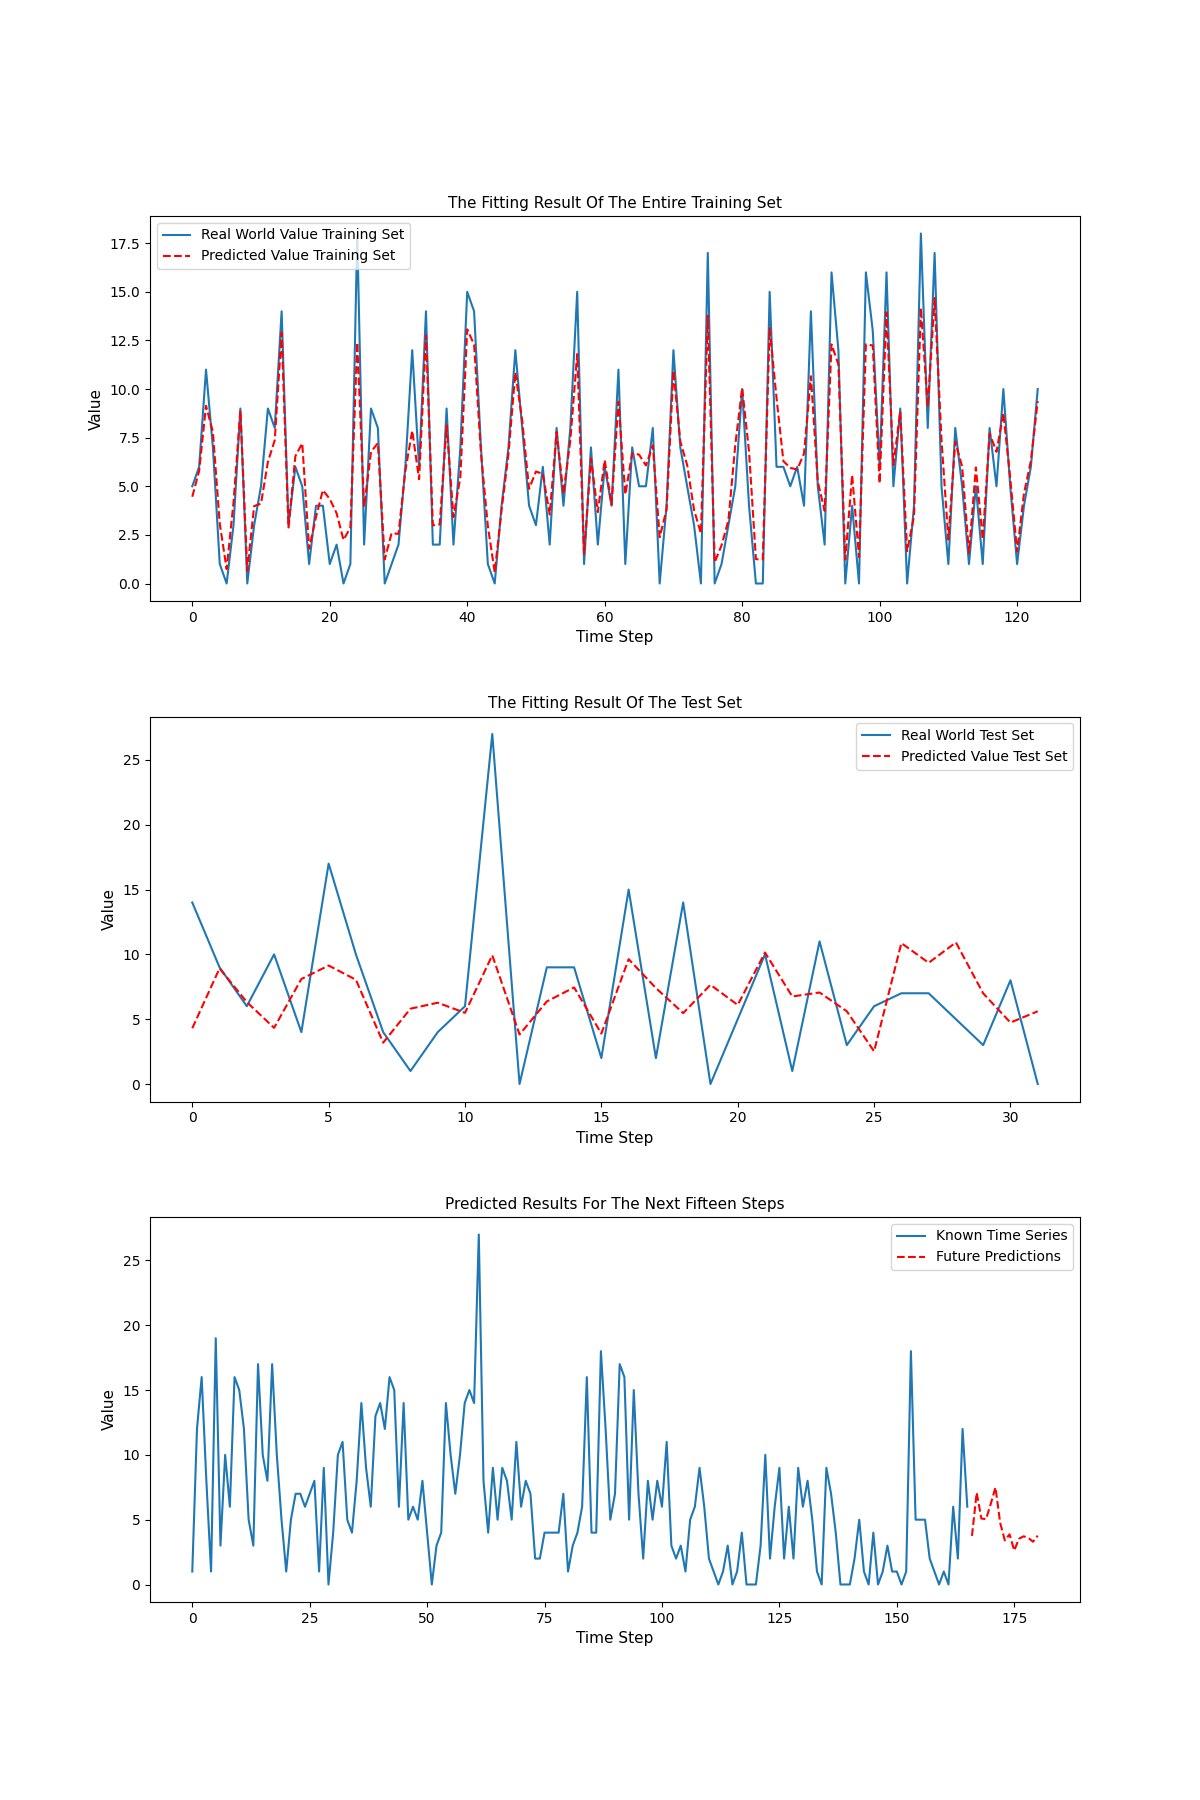 The Fitting Result Of The Entire Training Set
Real World Value Training Set
Predicted Value Training Set
Value
17.5
15.0
12.5
10.0
7.5
5.0
2.5
0.0
0 20 40 60 80 100 120
Time Step
The Fitting Result Of The Test Set
Real World Test Set
Predicted Value Test Set
Value
25
20
15
10
5
0
0 5 10 15 20 25 30
Time Step
Predicted Results For The Next Fifteen Steps
Known Time Series
Future Predictions
Value
25
20
15
10
5
0
0 25 50 75 100 125 150 175
Time Step